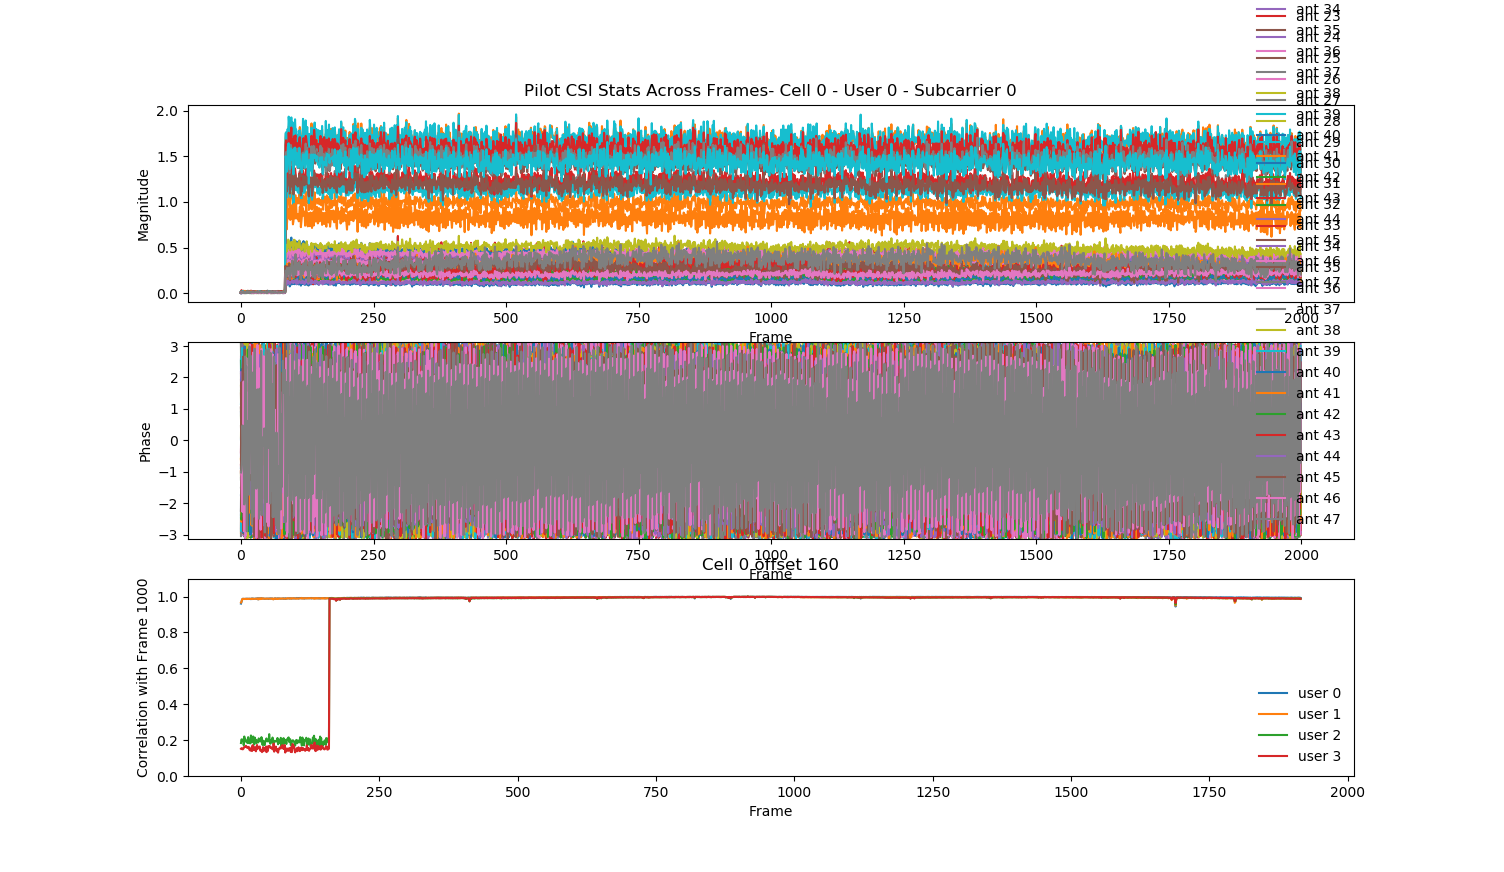 ant 34
ant 23
ant 35
ant 24
ant 36
ant 25
ant 37
ant 26
ant 38
ant 27
ant 39
ant 28
ant 40
ant 29
ant 41
ant 30
ant 42
ant 31
ant 43
ant 32
ant 44
ant 33
ant 45
ant 34
ant 46
ant 35
ant 47
ant 36
ant 37
ant 38
ant 39
ant 40
ant 41
ant 42
ant 43
ant 44
ant 45
ant 46
ant 47
Pilot CSI Stats Across Frames- Cell 0 - User 0 - Subcarrier 0
Magnitude
2.0
1.5
1.0
0.5
0.0
0 250 500 750 1000 1250 1500 1750 2000
Frame
Phase
3
2
1
0
−1
−2
−3
0 250 500 750 1000 1250 1500 1750 2000
Frame
Cell 0 offset 160
Correlation with Frame 1000
1.0
0.8
0.6
0.4
0.2
0.0
user 0
user 1
user 2
user 3
0 250 500 750 1000 1250 1500 1750 2000
Frame